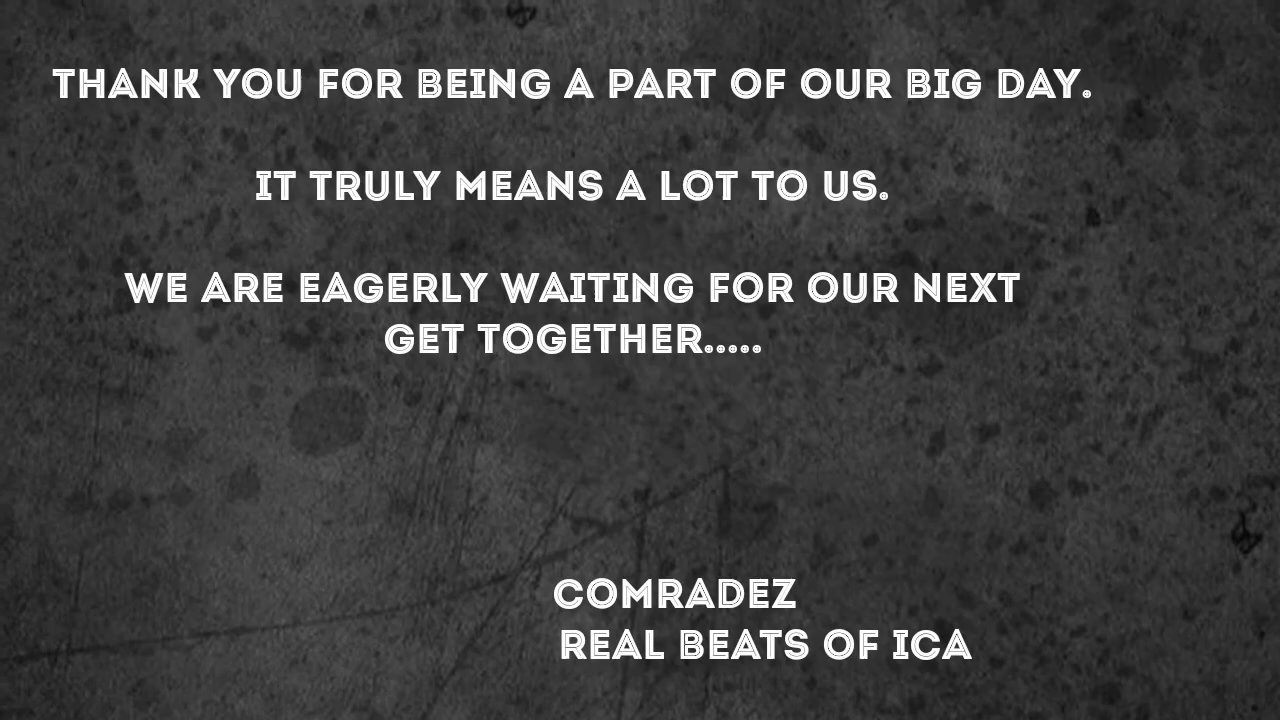 THANK YOU FOR BEING A PART OF OUR BIG DAY.
IT TRULY MEANS A LOT TO US.
WE ARE EAGERLY WAITING FOR OUR NEXT
GET TOGETHER.....
COMRADEZ
REAL BEATS OF ICA